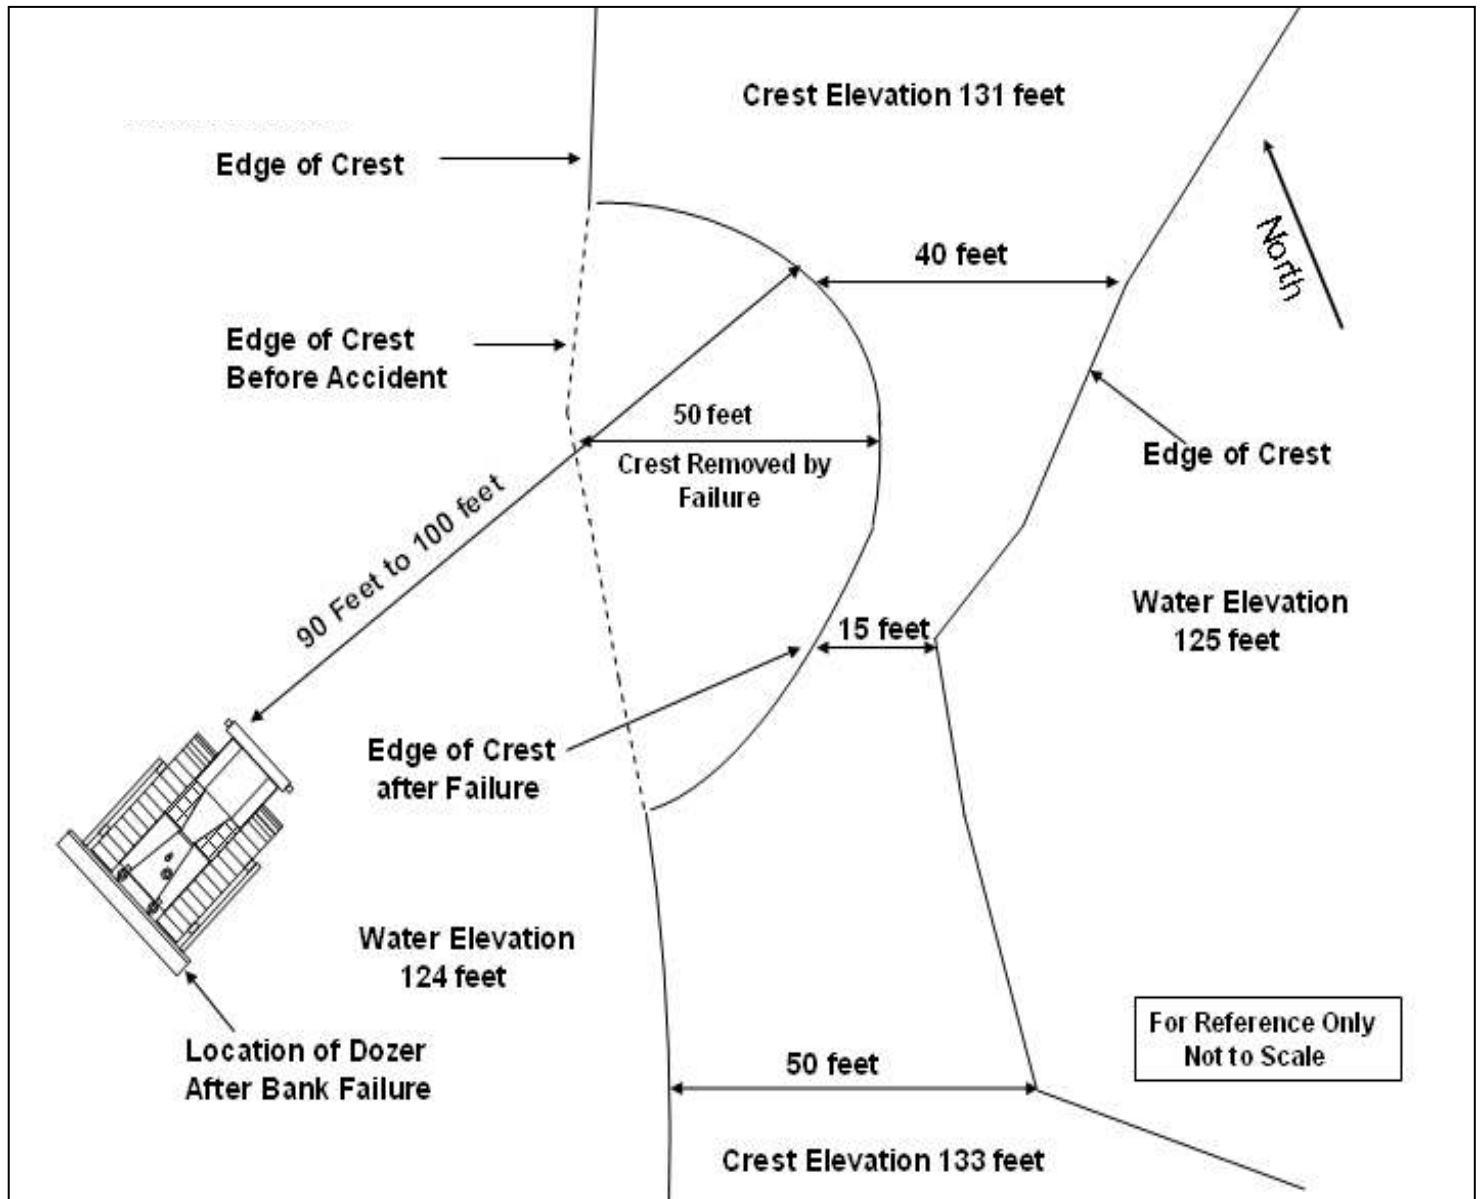 Crest Elevation 131 feet
Edge of Crest
North
40 feet
Edge of Crest
Before Accident
50 feet
Crest Removed by
Failure
Edge of Crest
90 Feet to 100 feet
Water Elevation
125 feet
15 feet
Edge of Crest
after Failure
Water Elevation
124 feet
For Reference Only
Not to Scale
Location of Dozer
After Bank Failure
50 feet
Crest Elevation 133 feet